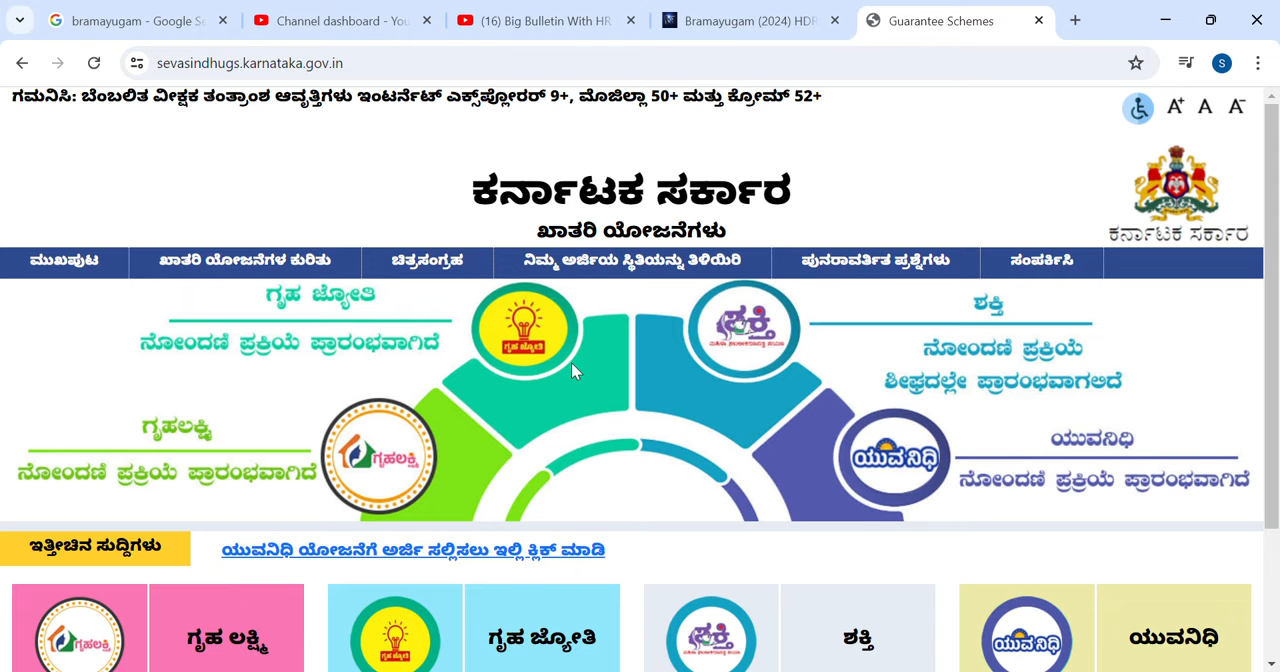 bramayugam - Google Se
Channel dashboard - You
(16) Big Bulletin With HR
Bramayugam (2024) HDR
Guarantee Schemes
sevasindhugs.karnataka.gov.in
S
ಗಮನಿಸಿ: ಬೆಂಬಲಿತ ವೀಕ್ಷಕ ತಂತ್ರಾಂಶ ಆವೃತ್ತಿಗಳು ಇಂಟರ್ನೆಟ್ ಎಕ್ಸ್‌ಪ್ಲೋರರ್ 9+, ಮೊಜಿಲ್ಲಾ 50+ ಮತ್ತು ಕ್ರೋಮ್ 52+
A+ A A-
ಕರ್ನಾಟಕ ಸರ್ಕಾರ
ಖಾತರಿ ಯೋಜನೆಗಳು
ಕರ್ನಾಟಕ ಸರ್ಕಾರ
ಮುಖಪುಟ
ಖಾತರಿ ಯೋಜನೆಗಳ ಕುರಿತು
ಚಿತ್ರಸಂಗ್ರಹ
ನಿಮ್ಮ ಅರ್ಜಿಯ ಸ್ಥಿತಿಯನ್ನು ತಿಳಿಯಿರಿ
ಪುನರಾವರ್ತಿತ ಪ್ರಶ್ನೆಗಳು
ಸಂಪರ್ಕಿಸಿ
ಗೃಹ ಜ್ಯೋತಿ
ನೋಂದಣಿ ಪ್ರಕ್ರಿಯೆ ಪ್ರಾರಂಭವಾಗಿದೆ
ಗೃಹ ಜ್ಯೋತಿ
ಶಕ್ತಿ
ಶಕ್ತಿ
ನೋಂದಣಿ ಪ್ರಕ್ರಿಯೆ
ಶೀಘ್ರದಲ್ಲೇ ಪ್ರಾರಂಭವಾಗಲಿದೆ
ಗೃಹಲಕ್ಷ್ಮಿ
ನೋಂದಣಿ ಪ್ರಕ್ರಿಯೆ ಪ್ರಾರಂಭವಾಗಿದೆ
ಗೃಹಲಕ್ಷ್ಮಿ
ಯುವನಿಧಿ
ಯುವನಿಧಿ
ನೋಂದಣಿ ಪ್ರಕ್ರಿಯೆ ಪ್ರಾರಂಭವಾಗಿದೆ
ಇತ್ತೀಚಿನ ಸುದ್ದಿಗಳು
ಯುವನಿಧಿ ಯೋಜನೆಗೆ ಅರ್ಜಿ ಸಲ್ಲಿಸಲು ಇಲ್ಲಿ ಕ್ಲಿಕ್ ಮಾಡಿ
ಗೃಹಲಕ್ಷ್ಮಿ
ಗೃಹ ಲಕ್ಷ್ಮಿ
ಗೃಹ ಜ್ಯೋತಿ
ಶಕ್ತಿ
ಶಕ್ತಿ
ಯುವನಿಧಿ
ಯುವನಿಧಿ